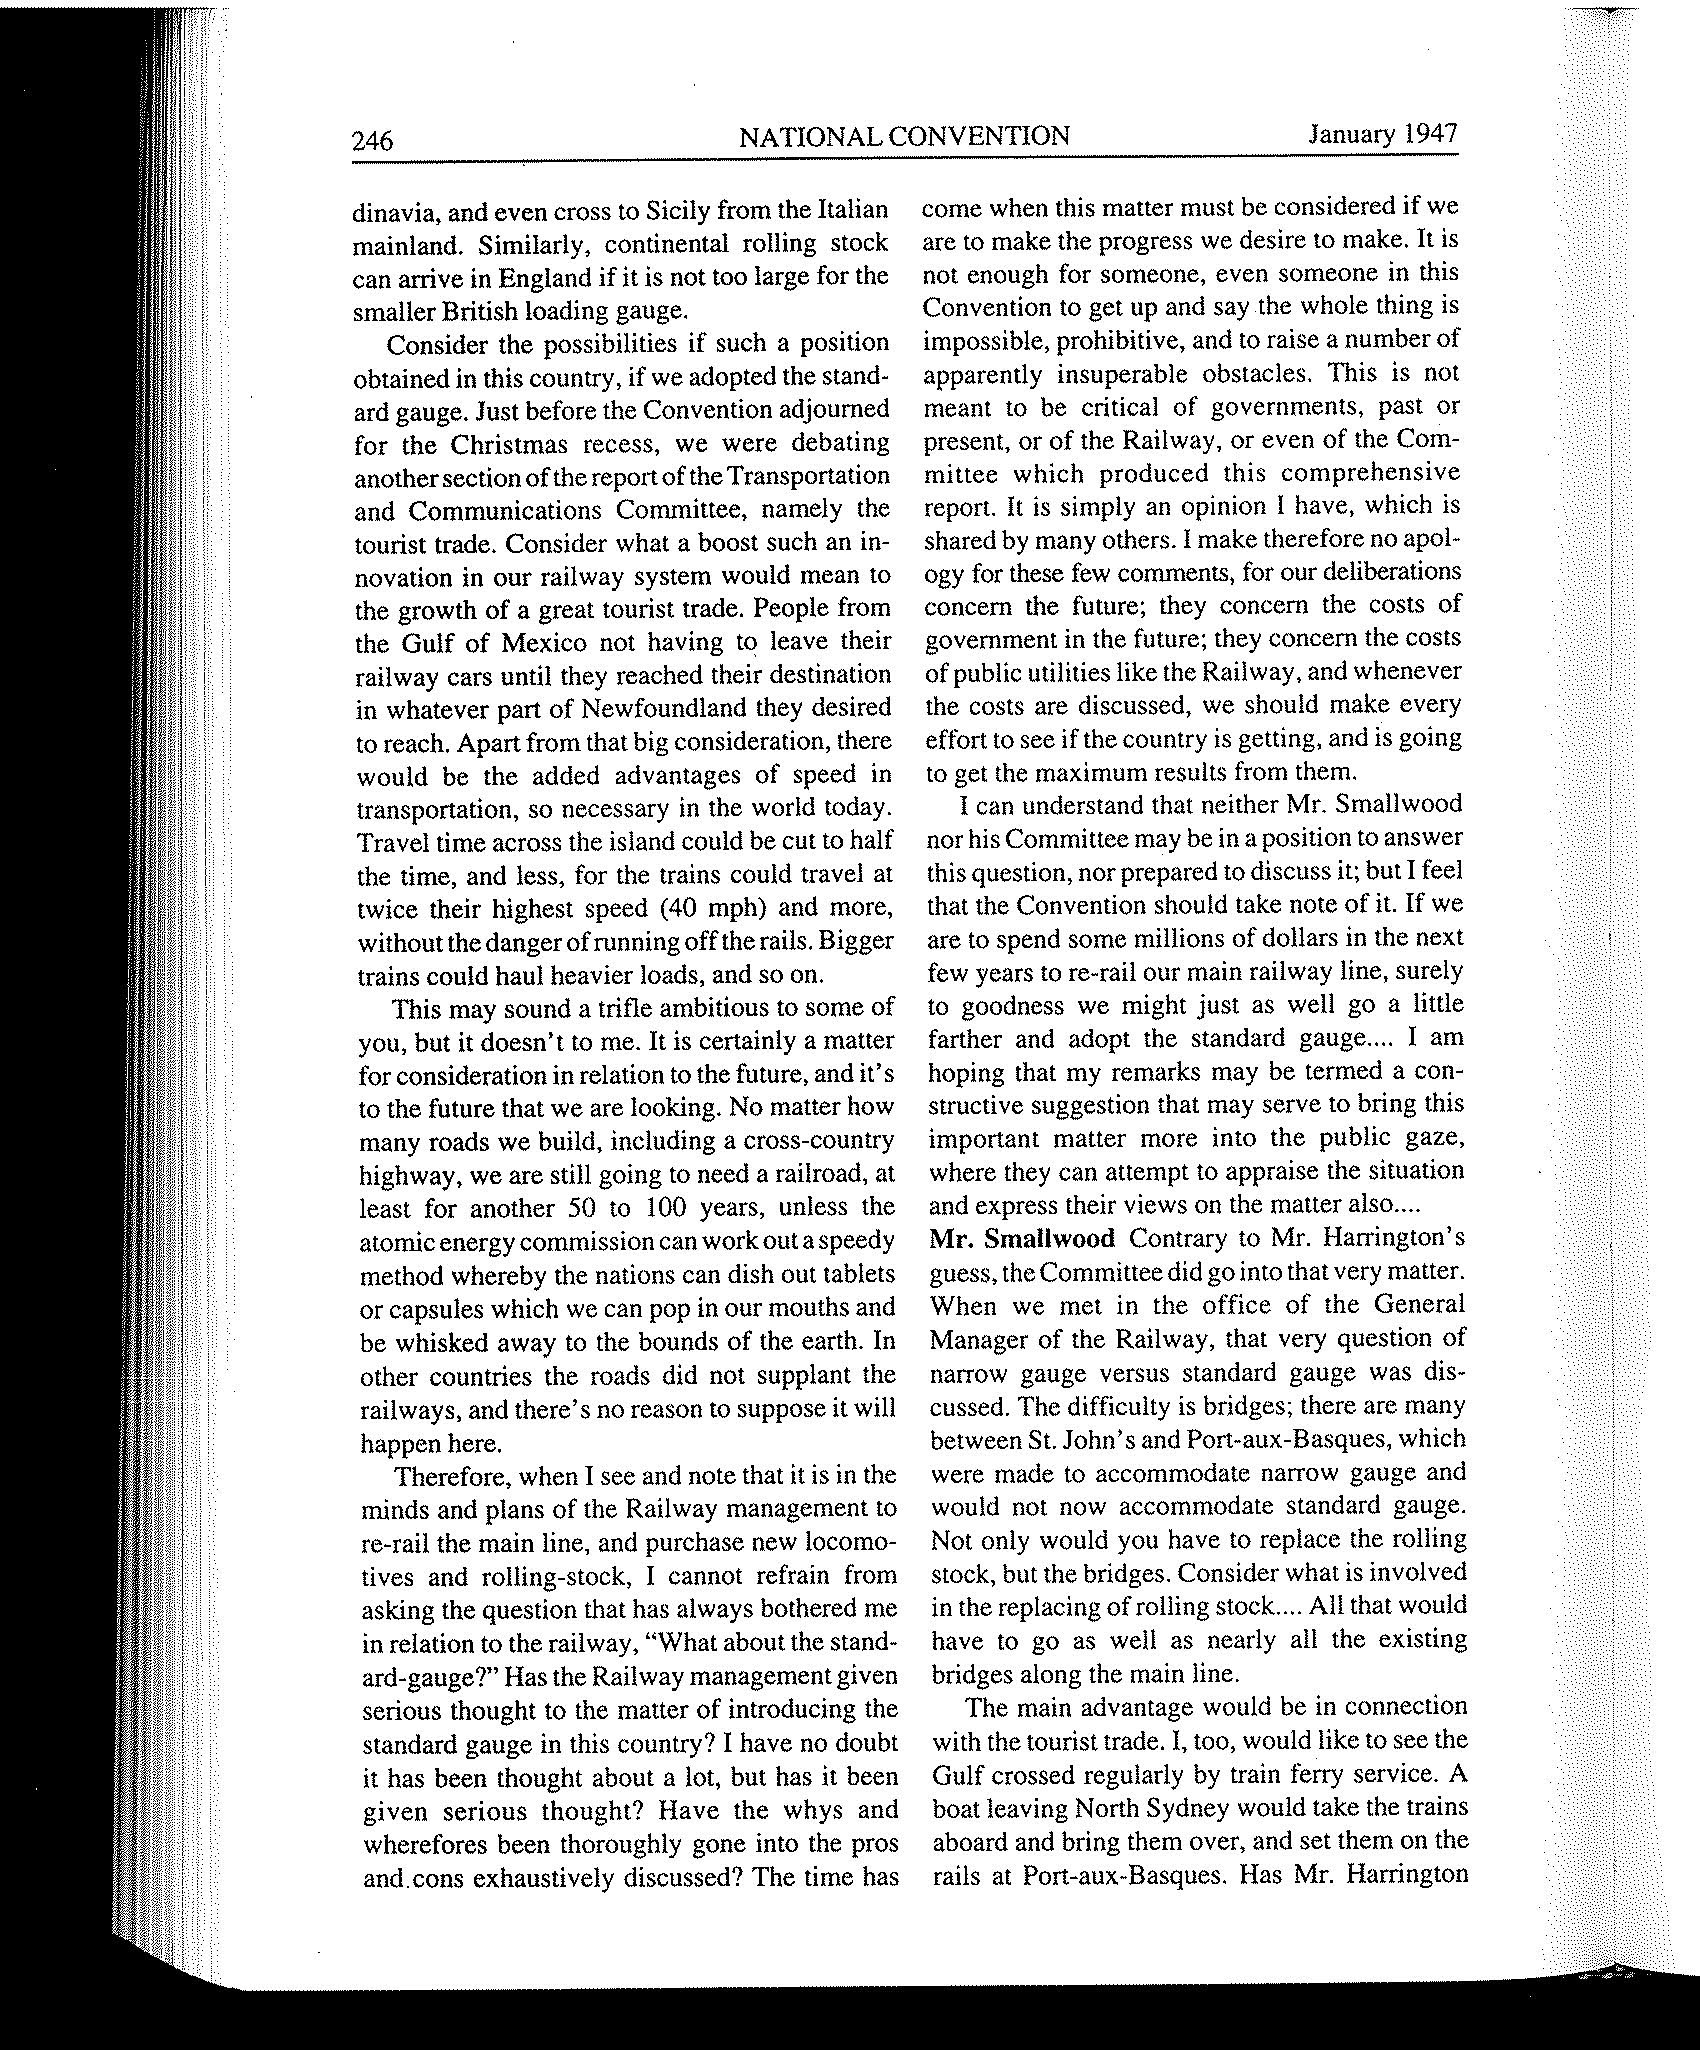 246
NATIONAL CONVENTION
January 1947
dinavia, and even cross to Sicily from the Italian
mainland. Similarly, continental rolling stock
can arrive in England if it is not too large for the
smaller British loading gauge.
Consider the possibilities if such a position
obtained in this country, if we adopted the stand-
ard gauge. Just before the Convention adjourned
for the Christmas recess, we were debating
another section of the report of the Transportation
and Communications Committee, namely the
tourist trade. Consider what a boost such an in-
novation in our railway system would mean to
the growth of a great tourist trade. People from
the Gulf of Mexico not having to leave their
railway cars until they reached their destination
in whatever part of Newfoundland they desired
to reach. Apart from that big consideration, there
would be the added advantages of speed in
transportation, so necessary in the world today.
Travel time across the island could be cut to half
the time, and less, for the trains could travel at
twice their highest speed (40 mph) and more,
without the danger of running off the rails. Bigger
trains could haul heavier loads, and so on.
This may sound a trifle ambitious to some of
you, but it doesn't to me. It is certainly a matter
for consideration in relation to the future, and it's
to the future that we are looking. No matter how
many roads we build, including a cross-country
highway, we are still going to need a railroad, at
least for another 50 to 100 years, unless the
atomic energy commission can work out a speedy
method whereby the nations can dish out tablets
or capsules which we can pop in our mouths and
be whisked away to the bounds of the earth. In
other countries the roads did not supplant the
railways, and there's no reason to suppose it will
happen here.
Therefore, when I see and note that it is in the
minds and plans of the Railway management to
re-rail the main line, and purchase new locomo-
tives and rolling-stock, I cannot refrain from
asking the question that has always bothered me
in relation to the railway, "What about the stand-
ard-gauge?" Has the Railway management given
serious thought to the matter of introducing the
standard gauge in this country? I have no doubt
it has been thought about a lot, but has it been
given serious thought? Have the whys and
wherefores been thoroughly gone into the pros
and cons exhaustively discussed? The time has
come when this matter must be considered if we
are to make the progress we desire to make. It is
not enough for someone, even someone in this
Convention to get up and say the whole thing is
impossible, prohibitive, and to raise a number of
apparently insuperable obstacles. This is not
meant to be critical of governments, past or
present, or of the Railway, or even of the Com-
mittee which produced this comprehensive
report. It is simply an opinion I have, which is
shared by many others. I make therefore no apol-
ogy for these few comments, for our deliberations
concern the future; they concern the costs of
government in the future; they concern the costs
of public utilities like the Railway, and whenever
the costs are discussed, we should make every
effort to see if the country is getting, and is going
to get the maximum results from them.
I can understand that neither Mr. Smallwood
nor his Committee may be in a position to answer
this question, nor prepared to discuss it; but I feel
that the Convention should take note of it. If we
are to spend some millions of dollars in the next
few years to re-rail our main railway line, surely
to goodness we might just as well go a little
farther and adopt the standard gauge.... I am
hoping that my remarks may be termed a con-
structive suggestion that may serve to bring this
important matter more into the public gaze,
where they can attempt to appraise the situation
and express their views on the matter also....
Mr. Smallwood Contrary to Mr. Harrington's
guess, the Committee did go into that very matter.
When we met in the office of the General
Manager of the Railway, that very question of
narrow gauge versus standard gauge was dis-
cussed. The difficulty is bridges; there are many
between St. John's and Port-aux-Basques, which
were made to accommodate narrow gauge and
would not now accommodate standard gauge.
Not only would you have to replace the rolling
stock, but the bridges. Consider what is involved
in the replacing of rolling stock.... All that would
have to go as well as nearly all the existing
bridges along the main line.
The main advantage would be in connection
with the tourist trade. I, too, would like to see the
Gulf crossed regularly by train ferry service. A
boat leaving North Sydney would take the trains
aboard and bring them over, and set them on the
rails at Port-aux-Basques. Has Mr. Harrington